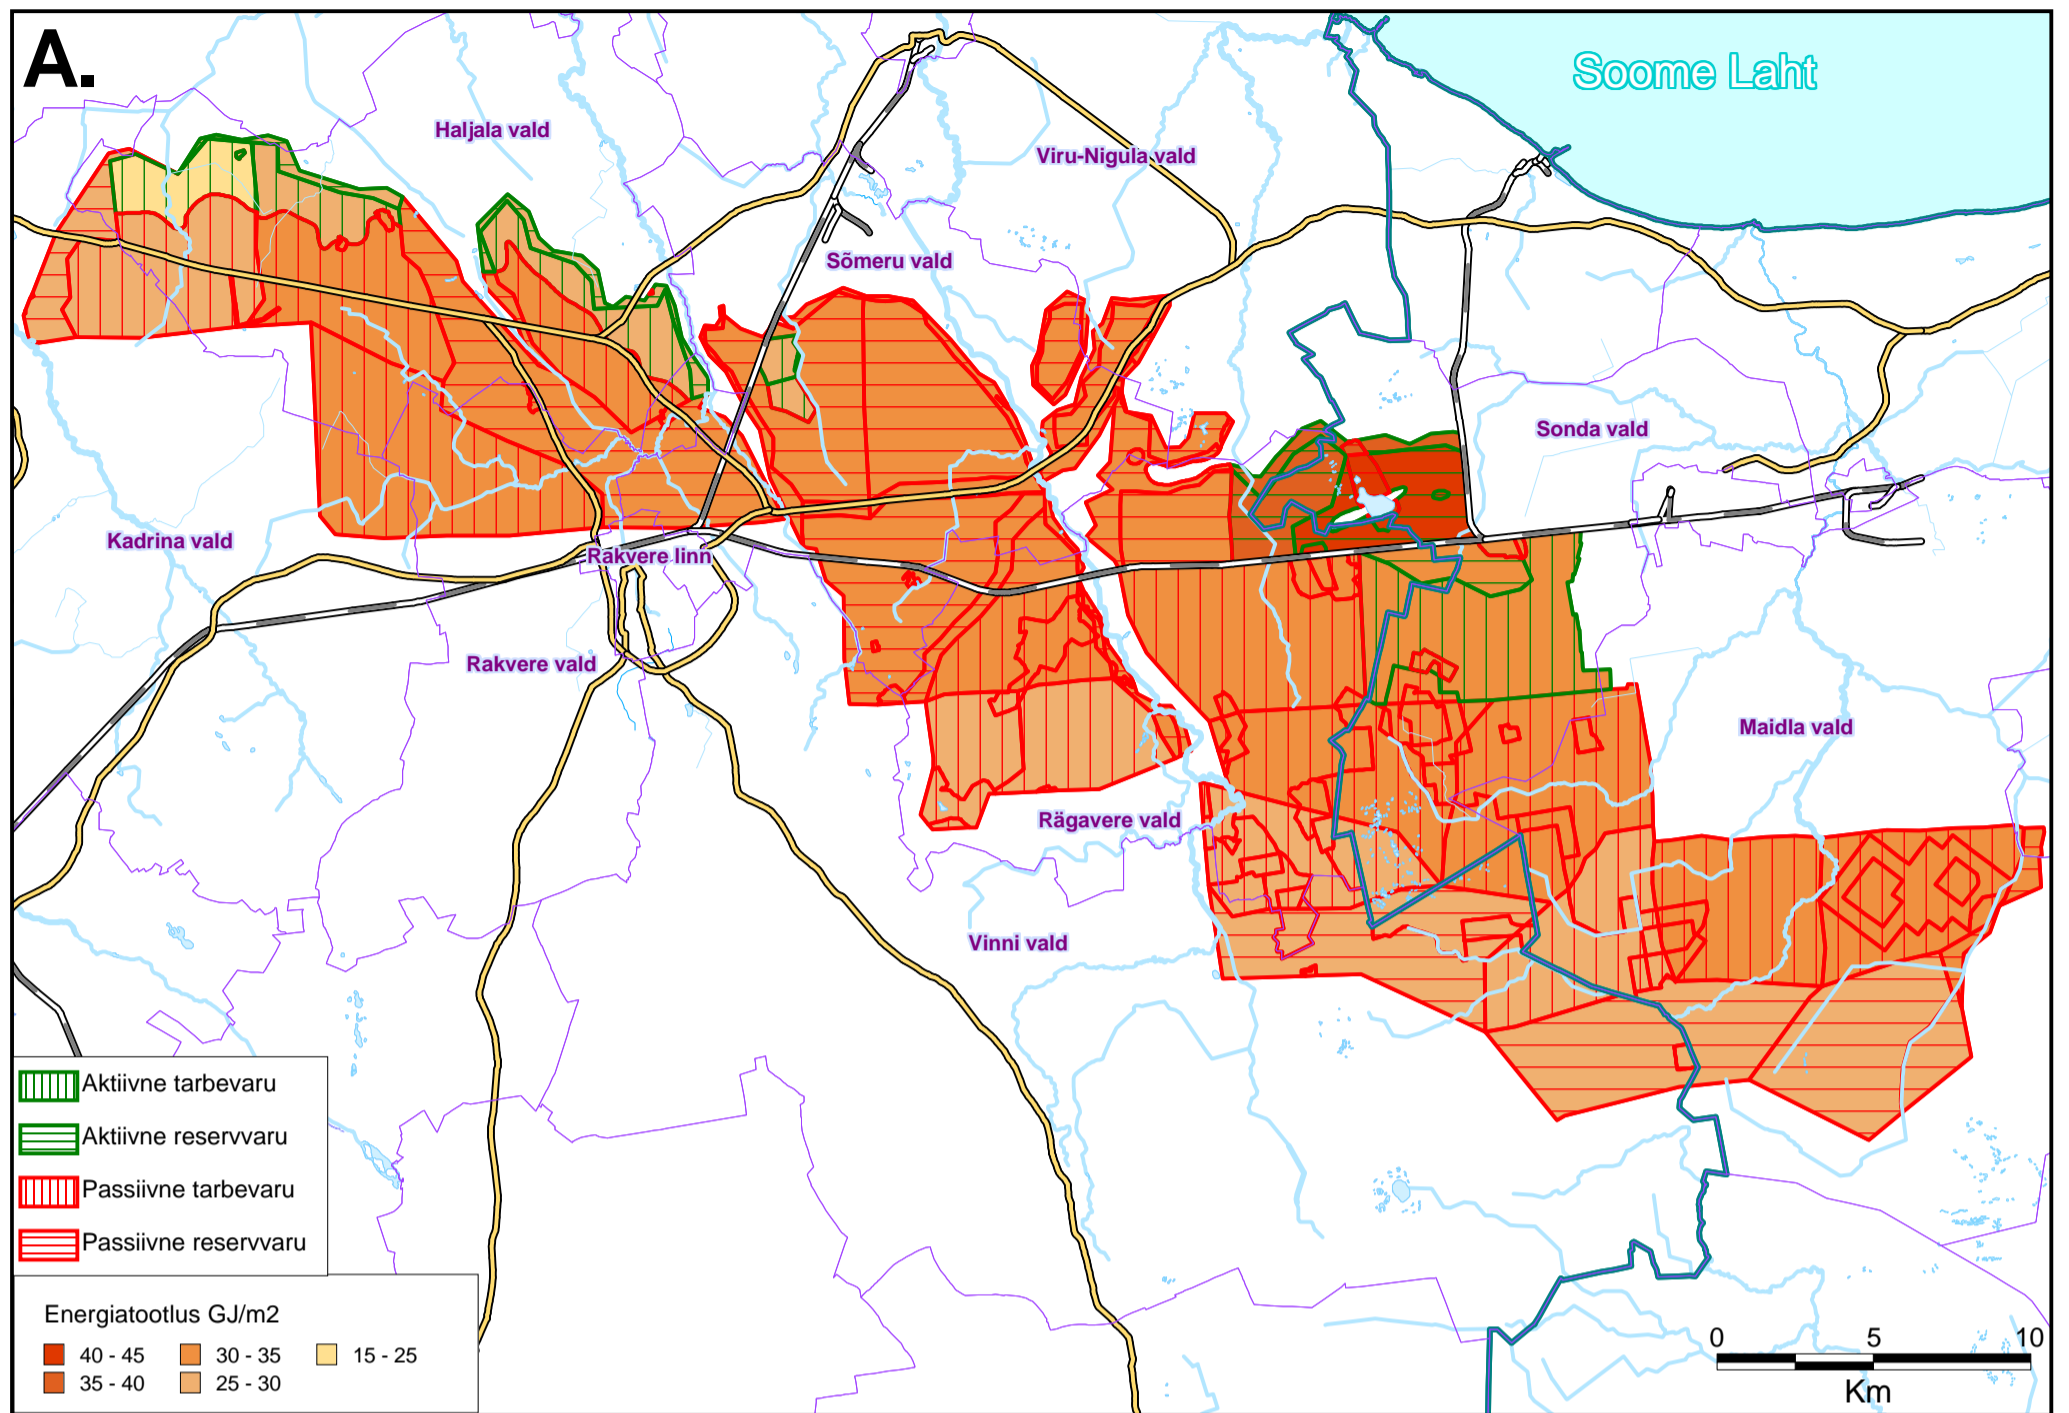 A.
Soome Laht
Haljala vald
Viru-Nigula vald
Sõmeru vald
Sonda vald
Kadrina vald
Rakvere linn
Rakvere vald
Maidla vald
Rägavere vald
Vinni vald
Aktiivne tarbevaru
Aktiivne reservvaru
Passiivne tarbevaru
Passiivne reservvaru
Energiatootlus GJ/m2
40 - 45 30 - 35 15 - 25
35 - 40 25 - 30
0 5 10
Km